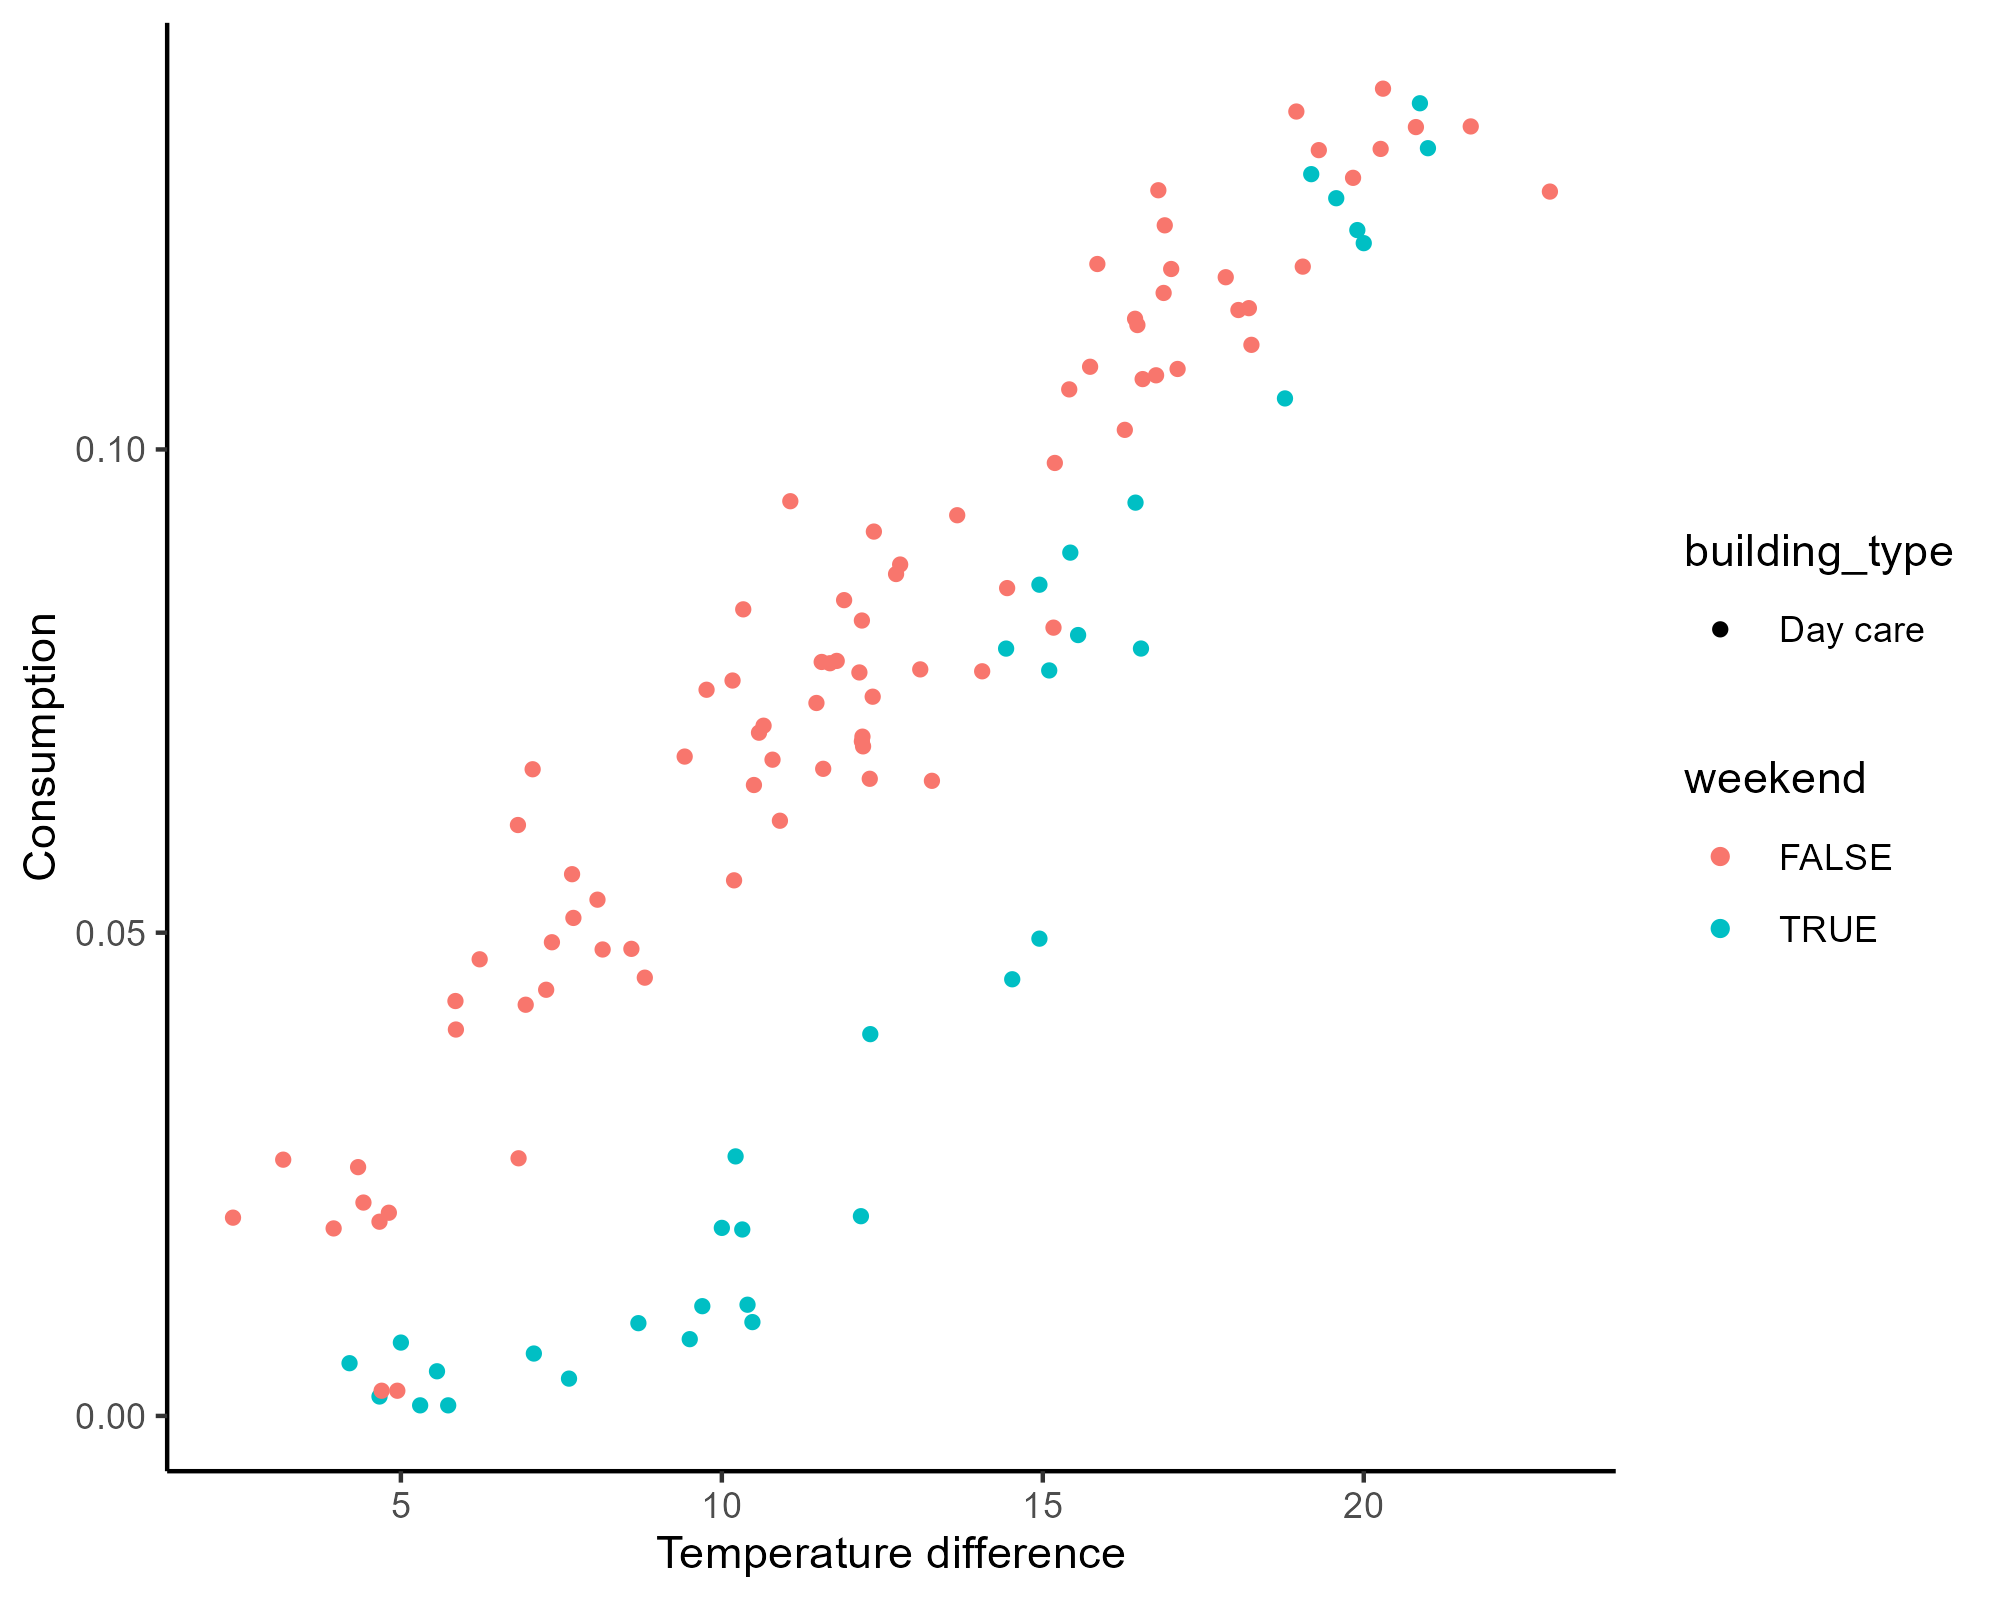 Consumption
0.10
0.05
0.00
5 10 15 20
Temperature difference
building_type
Day care
weekend
FALSE
TRUE